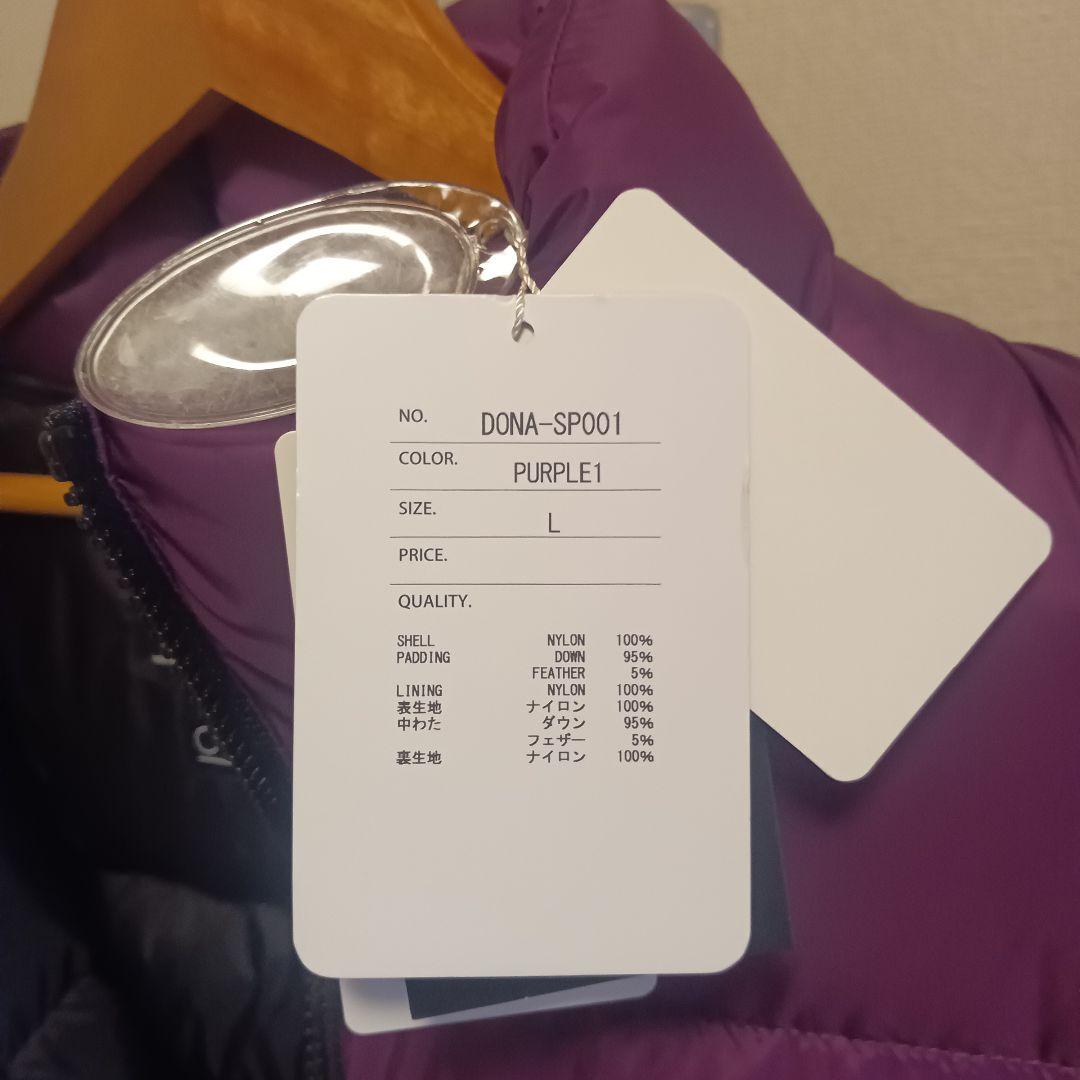 NO. DONA-SP001
COLOR. PURPLE1
SIZE. L
PRICE.
QUALITY.
SHELL NYLON 100%
PADDING DOWN 95%
FEATHER 5%
LINING NYLON 100%
表生地 ナイロン 100%
中わた ダウン 95%
フェザー 5%
裏生地 ナイロン 100%